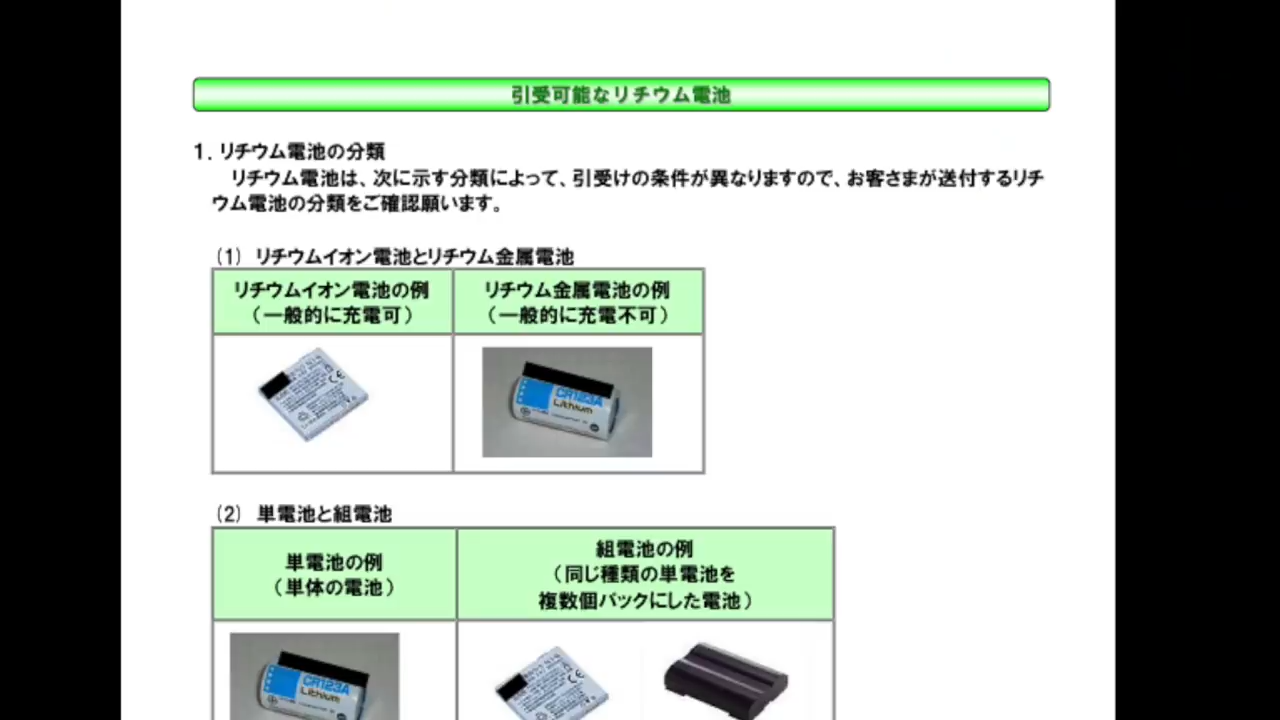 引受可能なリチウム電池
1．リチウム電池の分類
リチウム電池は、次に示す分類によって、引受けの条件が異なりますので、お客さまが送付するリチ
ウム電池の分類をご確認願います。
(1) リチウムイオン電池とリチウム金属電池
リチウムイオン電池の例
（一般的に充電可）
リチウム金属電池の例
（一般的に充電不可）
CR123A
Lithium
(2) 単電池と組電池
単電池の例
（単体の電池）
組電池の例
（同じ種類の単電池を
複数個パックにした電池）
CR123A
Lithium